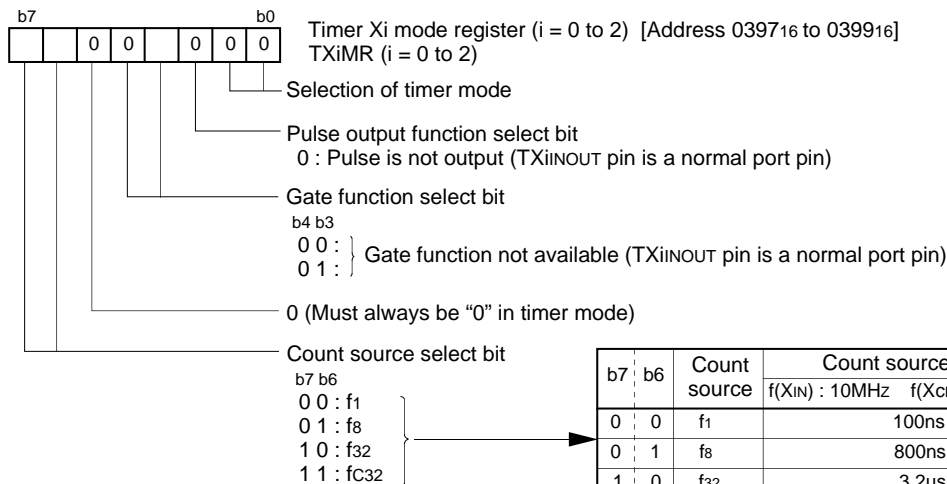 b7 b0
0 0 0 0 0
Timer Xi mode register (i = 0 to 2) [Address 039716 to 039916]
TXiMR (i = 0 to 2)
Selection of timer mode
Pulse output function select bit
0 : Pulse is not output (TXiINOUT pin is a normal port pin)
Gate function select bit
b4 b3
0 0 :
0 1 :
Gate function not available (TXiINOUT pin is a normal port pin)
0 (Must always be “0” in timer mode)
Count source select bit
b7 b6
0 0 : f1
0 1 : f8
1 0 : f32
1 1 : fC32
b7 b6 Count source Count source
f(XIN) : 10MHZ
0 0 f1 100ns
0 1 f8 800ns
1 0 f32 3.2µs